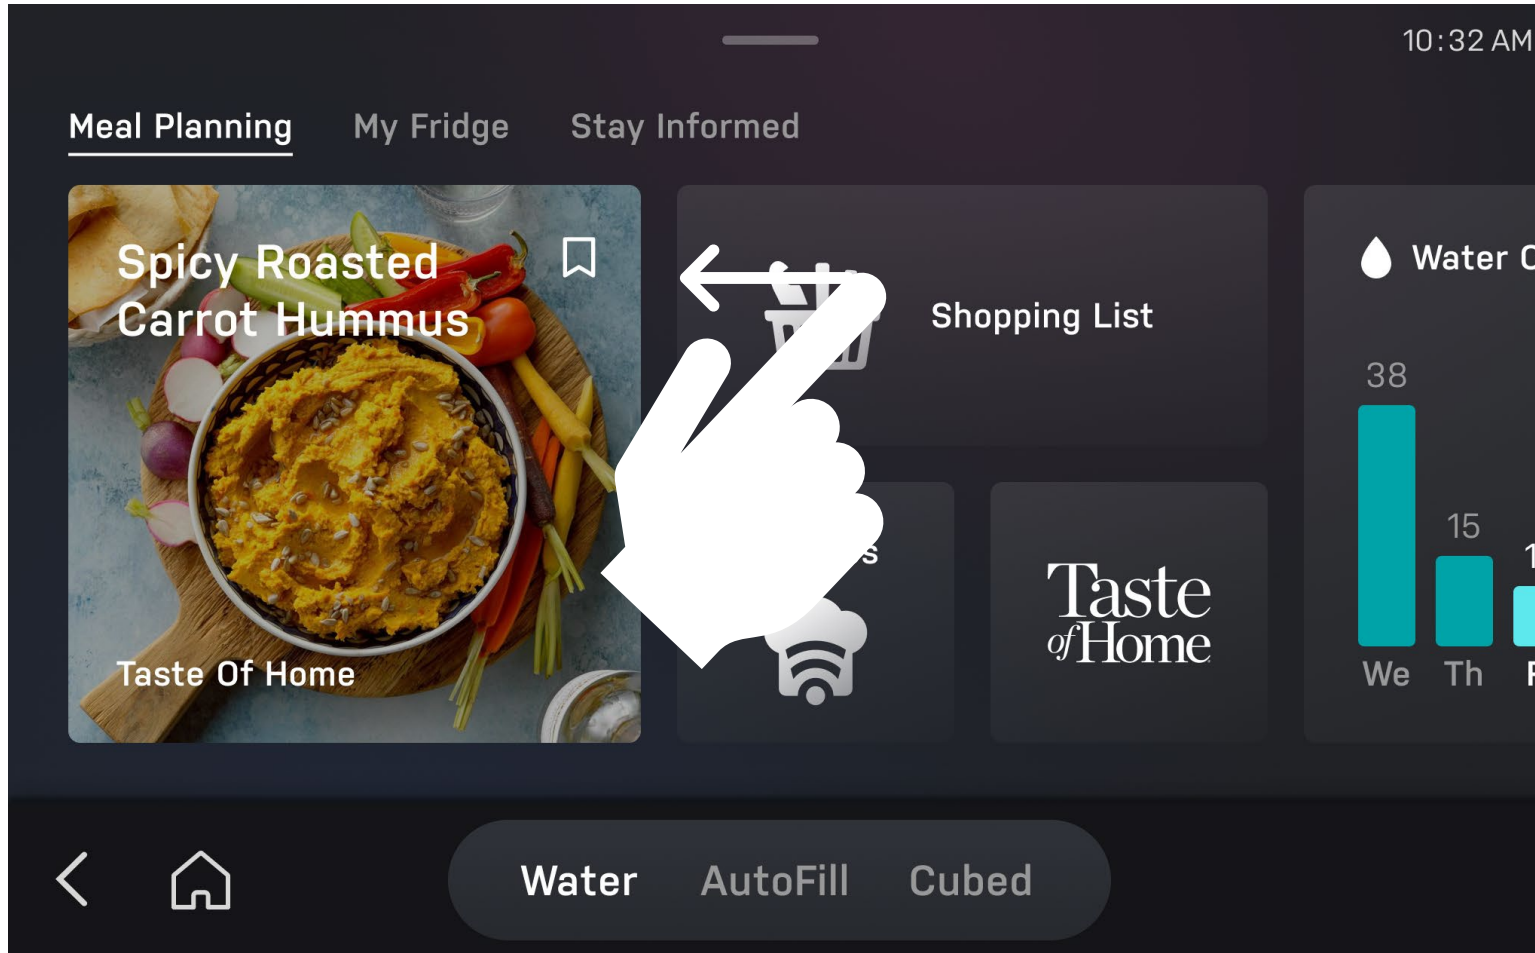 10:32 AM
Meal Planning My Fridge Stay Informed
Spicy Roasted
Carrot Hummus
Taste Of Home
Shopping List
Taste
of Home
Water
38
15
We Th
Water AutoFill Cubed